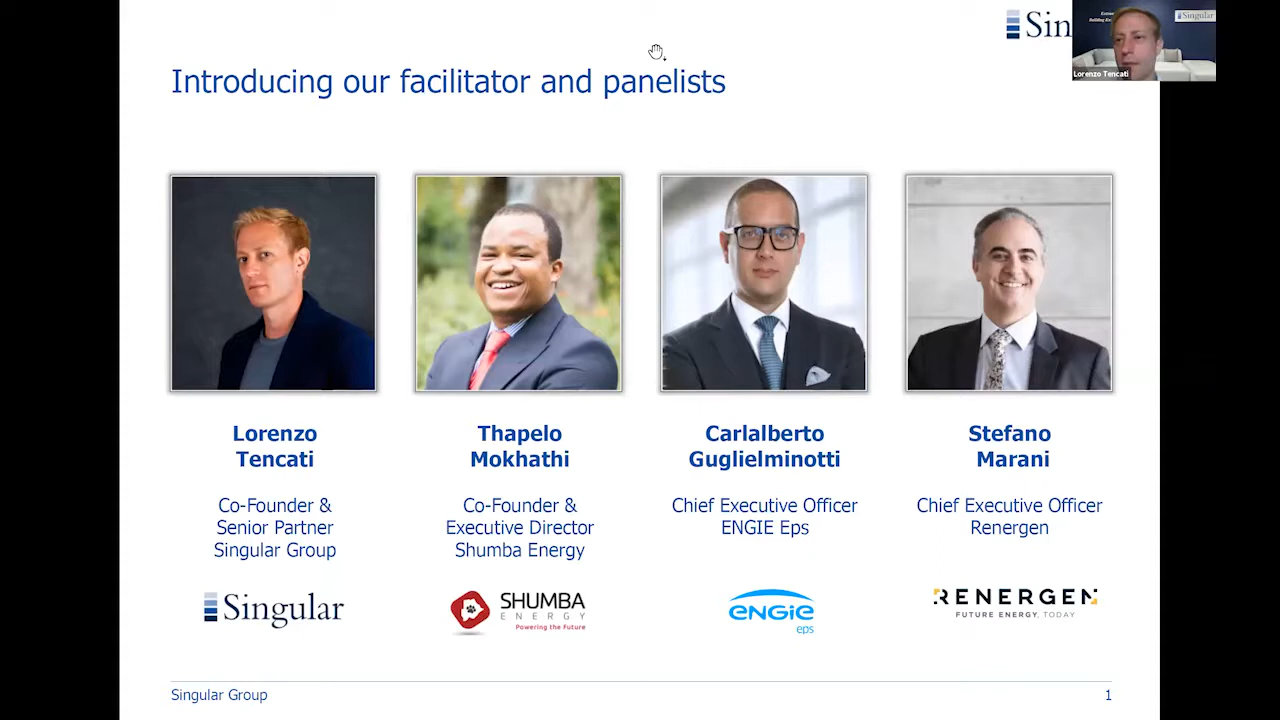 Sin
Singular
Lorenzo Tencati
Introducing our facilitator and panelists
Lorenzo
Tencati
Co-Founder &
Senior Partner
Singular Group
Singular
Thapelo
Mokhathi
Co-Founder &
Executive Director
Shumba Energy
SHUMBA
ENERGY
Powering the Future
Carlalberto
Guglielminotti
Chief Executive Officer
ENGIE Eps
ENGIE
eps
Stefano
Marani
Chief Executive Officer
Renergen
RENERGEN
FUTURE ENERGY, TODAY
Singular Group
1